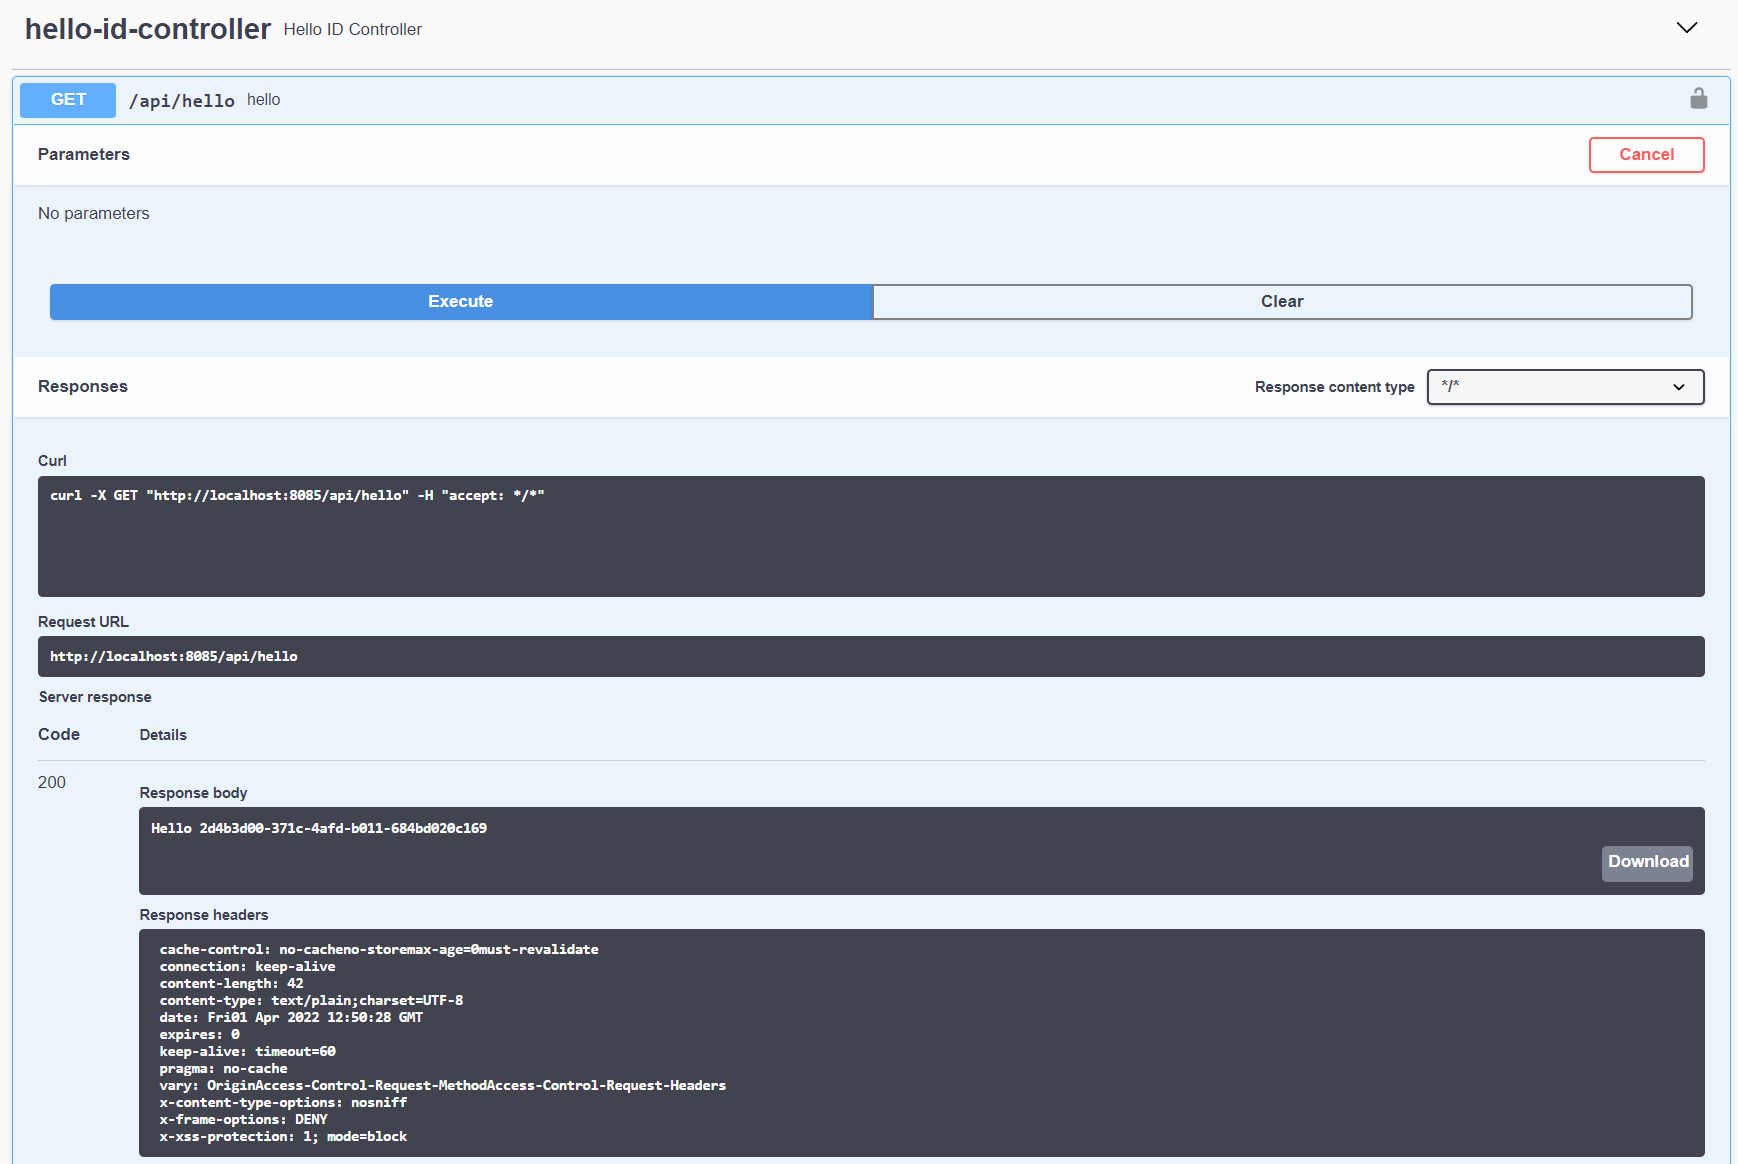 hello-id-controller Hello ID Controller
GET /api/hello hello
Parameters Cancel
No parameters
Execute Clear
Responses Response content type */*
Curl
curl -X GET "http://localhost:8085/api/hello" -H "accept: */*"
Request URL
http://localhost:8085/api/hello
Server response
Code Details
200
Response body
Hello 2d4b3d00-371c-4afd-b011-684bd020c169
Download
Response headers
cache-control: no-cacheno-storemax-age=0must-revalidate
connection: keep-alive
content-length: 42
content-type: text/plain;charset=UTF-8
date: Fri01 Apr 2022 12:50:28 GMT
expires: 0
keep-alive: timeout=60
pragma: no-cache
vary: OriginAccess-Control-Request-MethodAccess-Control-Request-Headers
x-content-type-options: nosniff
x-frame-options: DENY
x-xss-protection: 1; mode=block